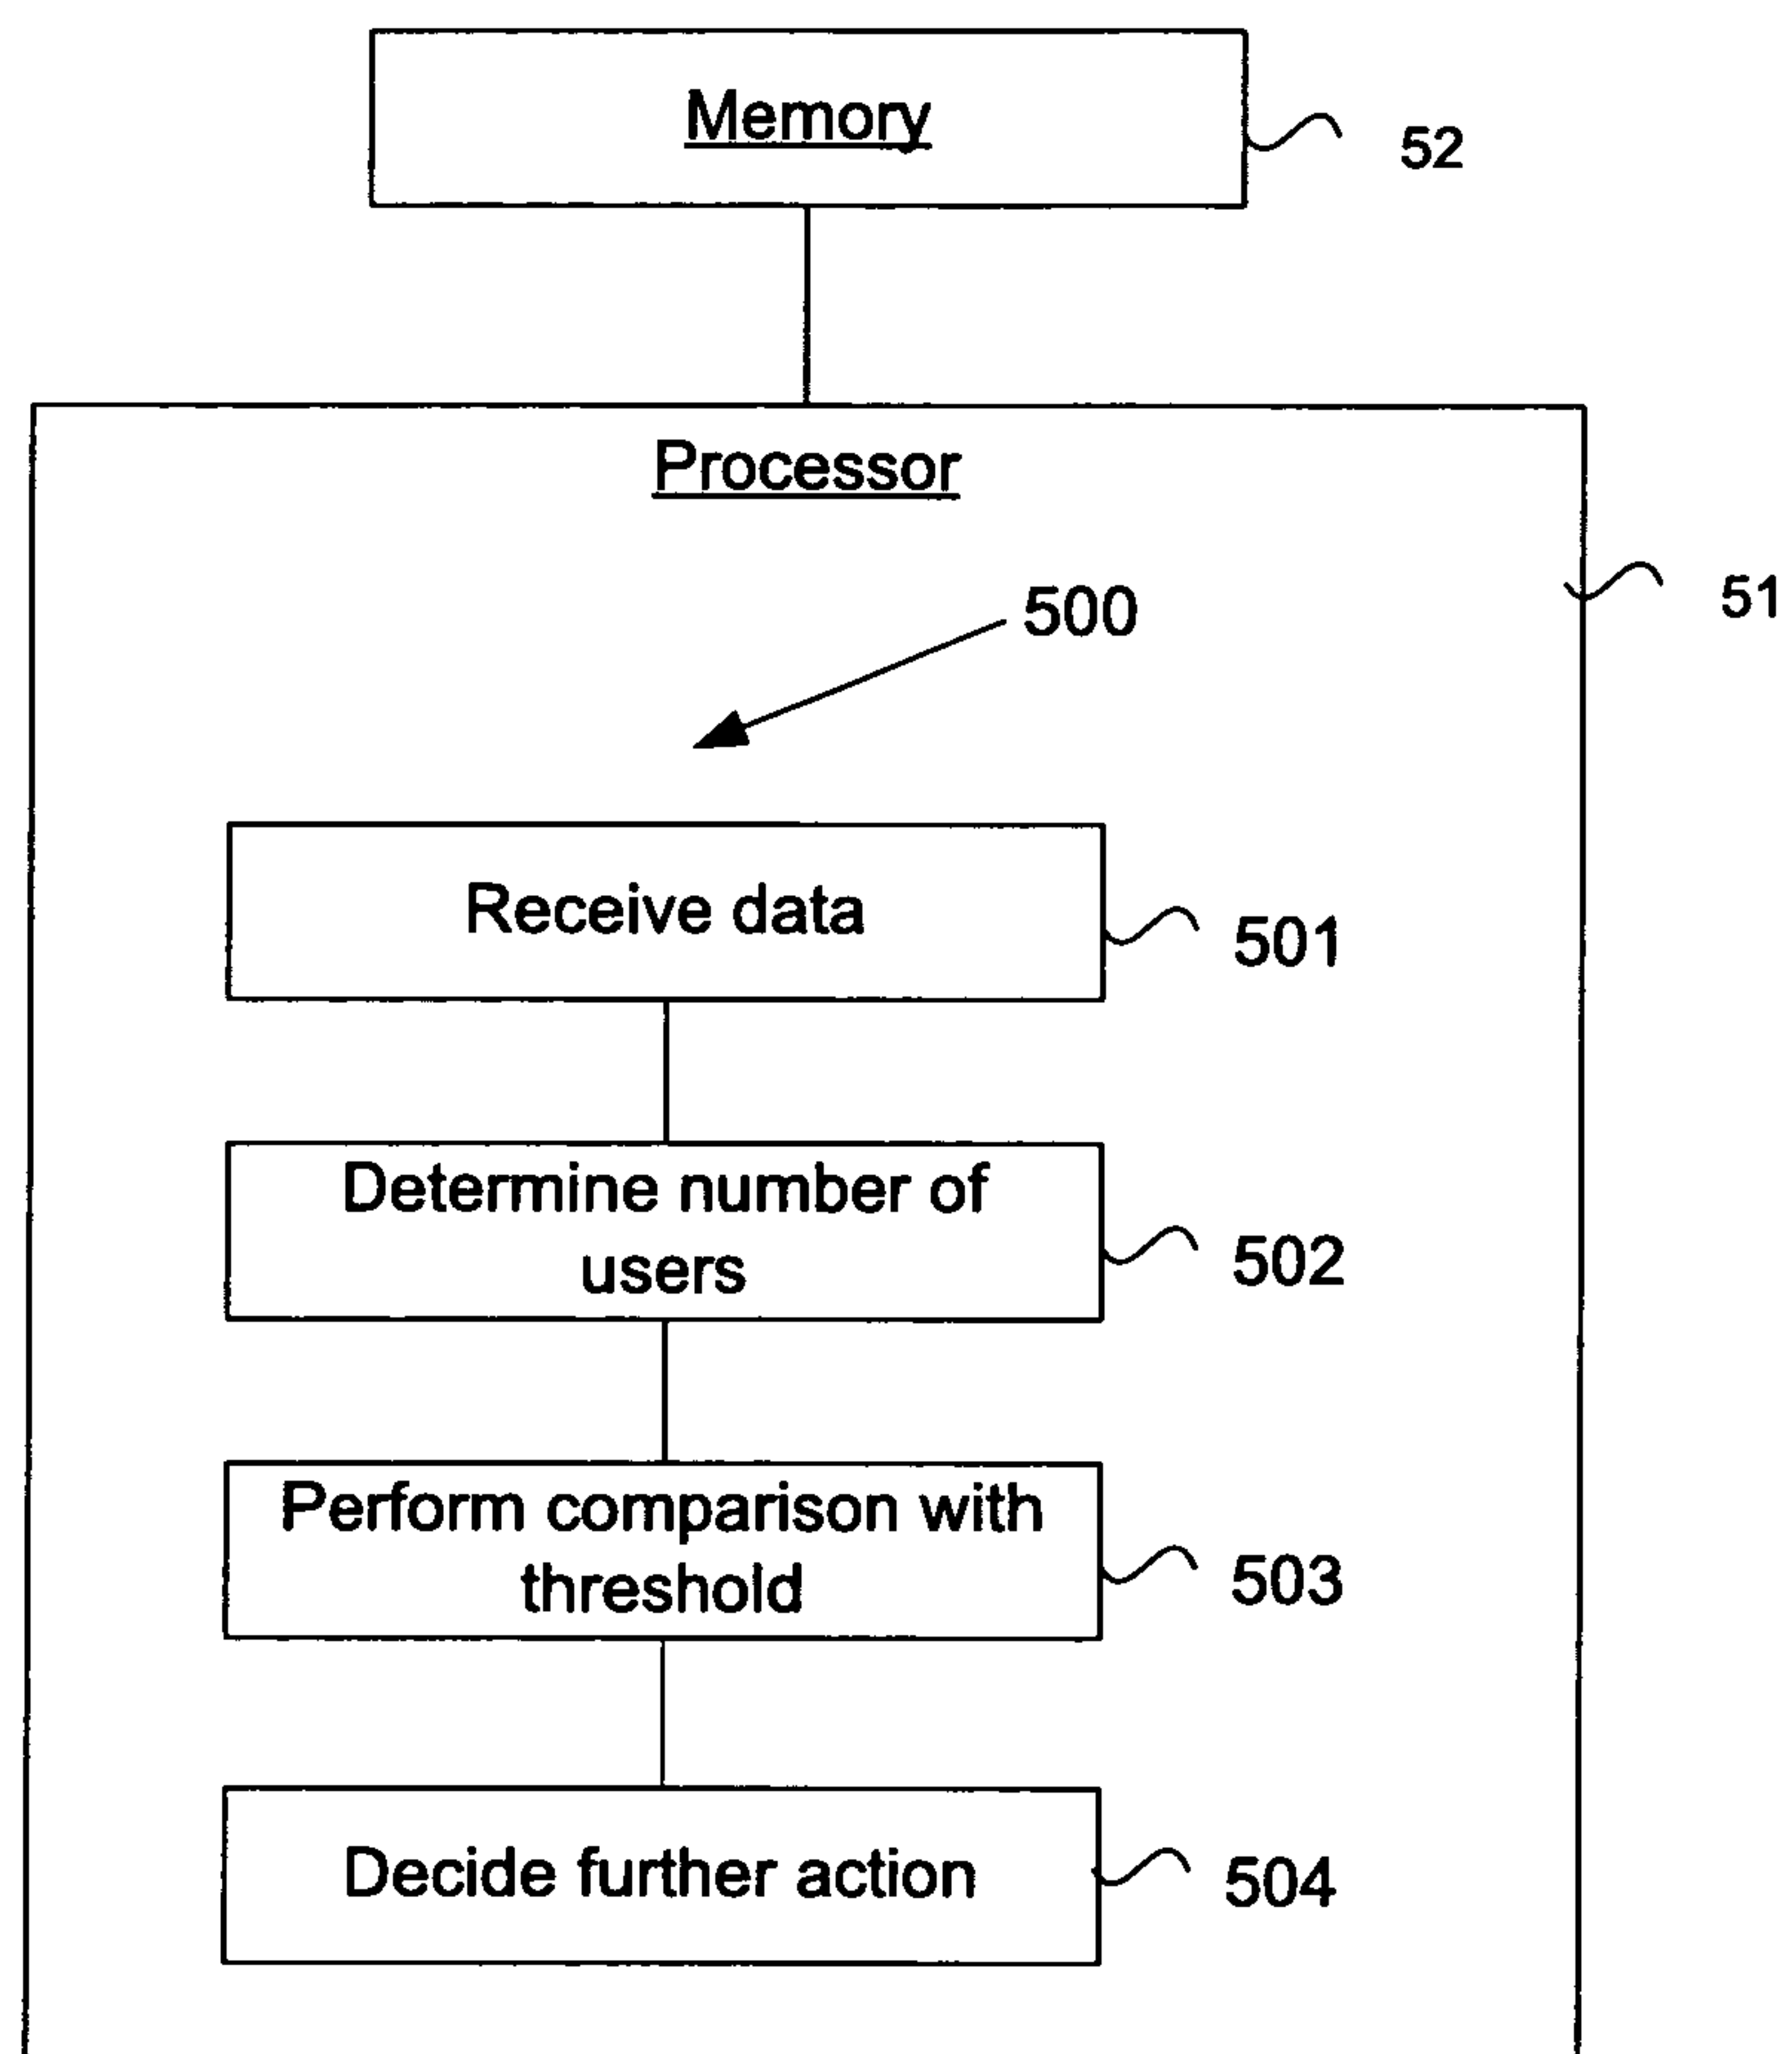 Memory
52
Processor
51
500
Receive data
501
Determine number of
users
502
Perform comparison with
threshold
503
Decide further action
504